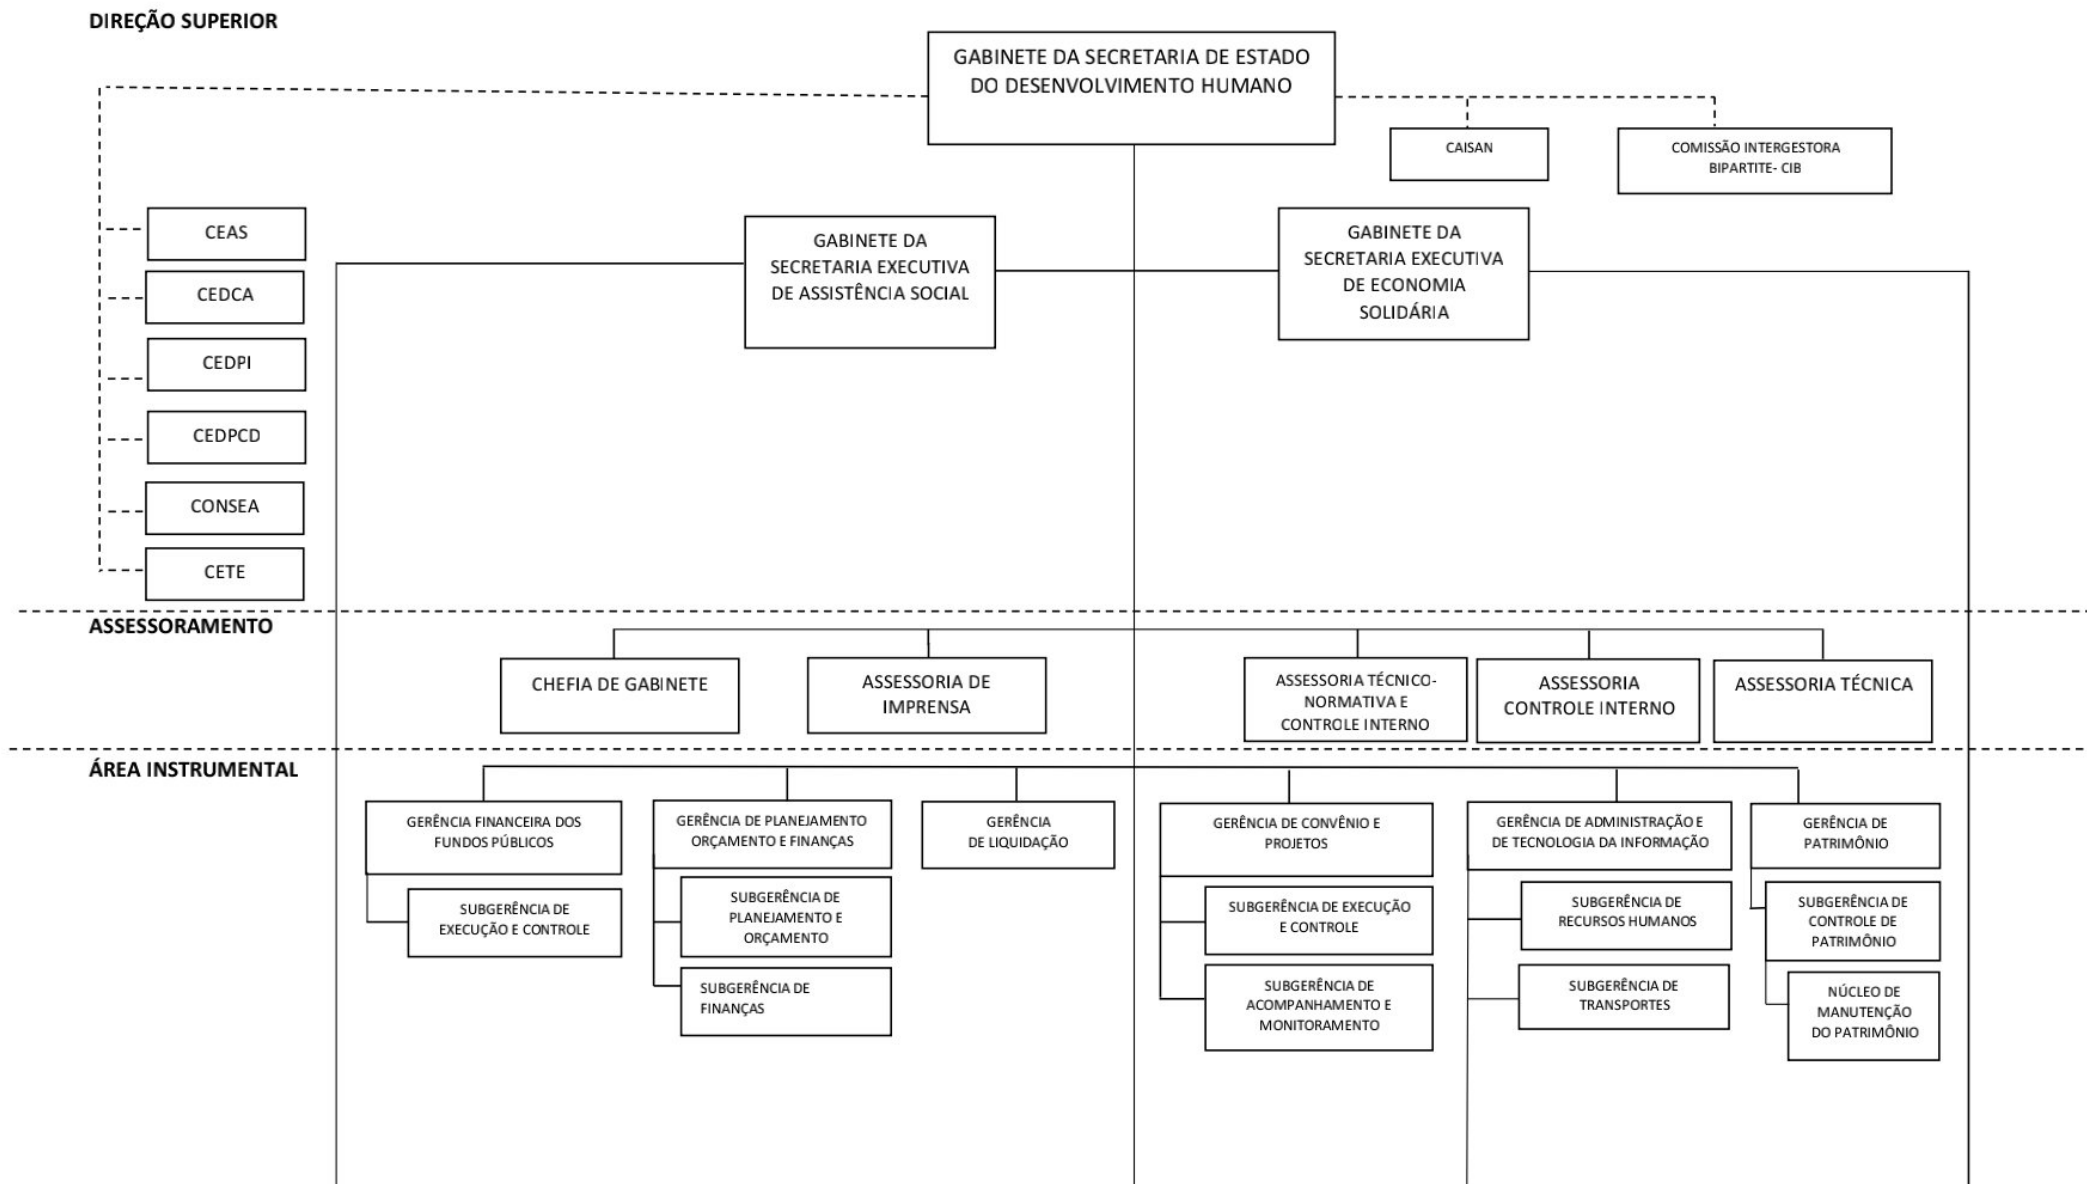 DIREÇÃO SUPERIOR
GABINETE DA SECRETARIA DE ESTADO
DO DESENVOLVIMENTO HUMANO
CAISAN
COMISSÃO INTERGESTORA
BIPARTITE- CIB
CEAS
CEDCA
CEDPI
CEDPCD
CONSEA
CETE
GABINETE DA
SECRETARIA EXECUTIVA
DE ASSISTÊNCIA SOCIAL
GABINETE DA
SECRETARIA EXECUTIVA
DE ECONOMIA
SOLIDÁRIA
ASSESSORAMENTO
CHEFIA DE GABINETE
ASSESSORIA DE
IMPRENSA
ASSESSORIA TÉCNICO-
NORMATIVA E
CONTROLE INTERNO
ASSESSORIA
CONTROLE INTERNO
ASSESSORIA TÉCNICA
ÁREA INSTRUMENTAL
GERÊNCIA FINANCEIRA DOS
FUNDOS PÚBLICOS
SUBGERÊNCIA DE
EXECUÇÃO E CONTROLE
GERÊNCIA DE PLANEJAMENTO
ORÇAMENTO E FINANÇAS
SUBGERÊNCIA DE
PLANEJAMENTO E
ORÇAMENTO
SUBGERÊNCIA DE
FINANÇAS
GERÊNCIA
DE LIQUIDAÇÃO
GERÊNCIA DE CONVÊNIO E
PROJETOS
SUBGERÊNCIA DE EXECUÇÃO
E CONTROLE
SUBGERÊNCIA DE
ACOMPANHAMENTO E
MONITORAMENTO
GERÊNCIA DE ADMINISTRAÇÃO E
DE TECNOLOGIA DA INFORMAÇÃO
SUBGERÊNCIA DE
RECURSOS HUMANOS
SUBGERÊNCIA DE
TRANSPORTES
GERÊNCIA DE
PATRIMÔNIO
SUBGERÊNCIA DE
CONTROLE DE
PATRIMÔNIO
NÚCLEO DE
MANUTENÇÃO
DO PATRIMÔNIO